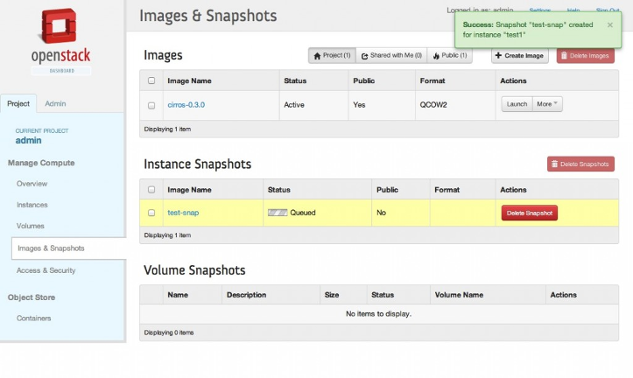 Images & Snapshots
Logged in as: admin Settings Help Sign Out
Success: Snapshot "test-snap" created ×
for instance "test1"
openstack
DASHBOARD
Project Admin
CURRENT PROJECT
admin
Manage Compute
Overview
Instances
Volumes
Images & Snapshots
Access & Security
Object Store
Containers
Images
Project (1) Shared with Me (0) Public (1) + Create Image Delete Images
Image Name Status Public Format Actions
cirros-0.3.0 Active Yes QCOW2 Launch More
Displaying 1 item
Instance Snapshots Delete Snapshots
Image Name Status Public Format Actions
test-snap Queued No Delete Snapshot
Displaying 1 item
Volume Snapshots
Name Description Size Status Volume Name Actions
No items to display.
Displaying 0 items